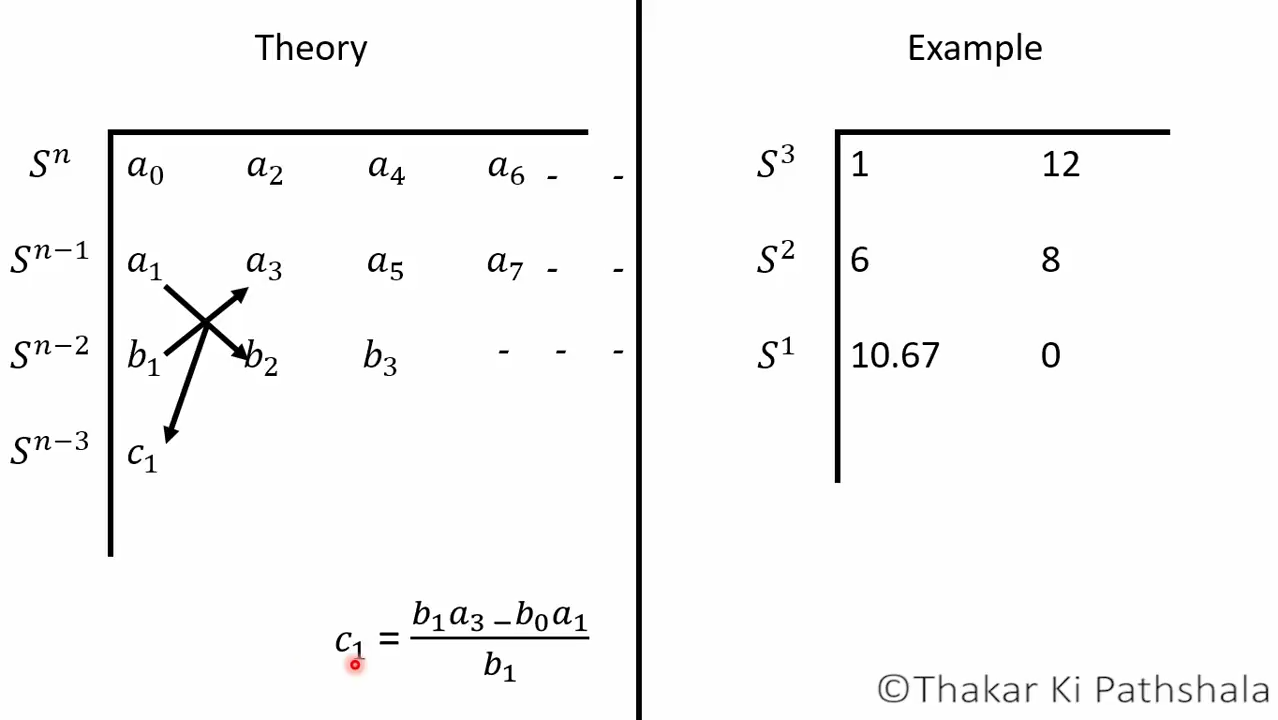 Theory
Sⁿ a₀ a₂ a₄ a₆ - -
Sⁿ⁻¹ a₁ a₃ a₅ a₇ - -
Sⁿ⁻² b₁ b₂ b₃ - - -
Sⁿ⁻³ c₁
c₁ = (b₁a₃ – b₀a₁) / b₁
Example
S³ 1 12
S² 6 8
S¹ 10.67 0
©Thakar Ki Pathshala